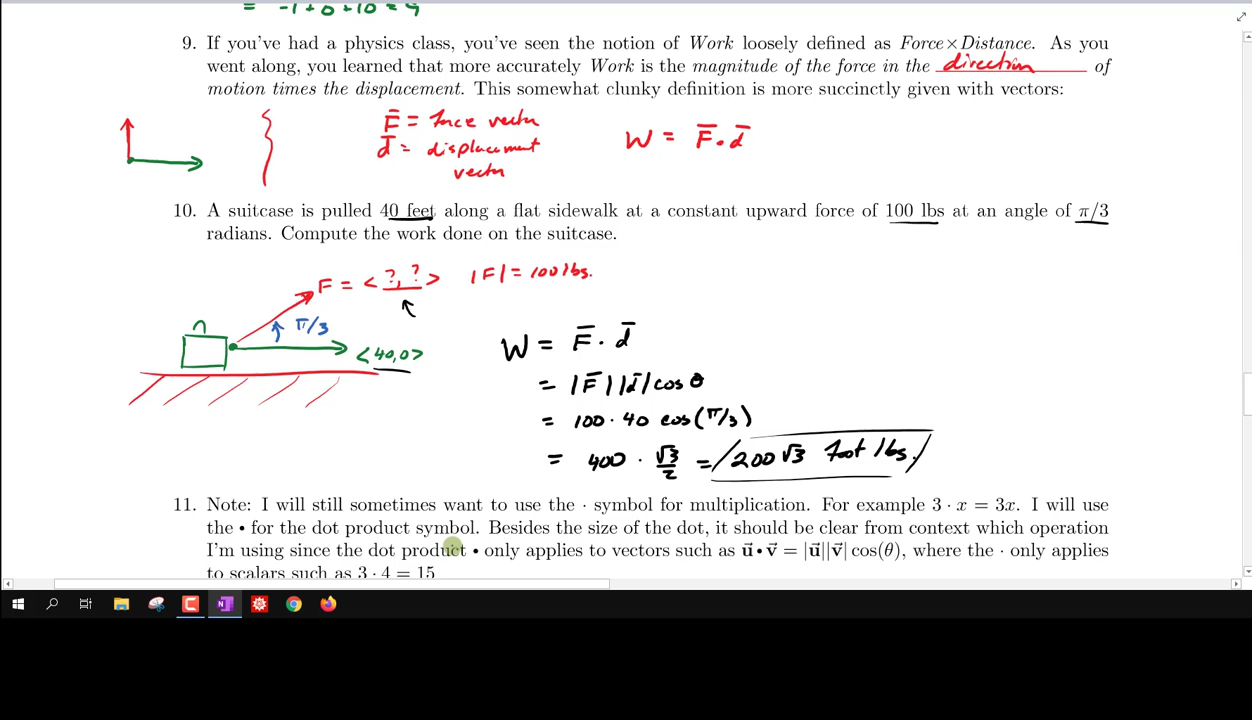 = -1 + 0 + 10 = 9
9. If you've had a physics class, you've seen the notion of Work loosely defined as Force×Distance. As you
went along, you learned that more accurately Work is the magnitude of the force in the direction of
motion times the displacement. This somewhat clunky definition is more succinctly given with vectors:
F̄ = force vector
d̄ = displacement
vector
W = F̄ • d̄
10. A suitcase is pulled 40 feet along a flat sidewalk at a constant upward force of 100 lbs at an angle of π/3
radians. Compute the work done on the suitcase.
F = <?, ?> |F| = 100 lbs.
π/3
<40,0>
W = F̄ · d̄
= |F̄||d̄| cos θ
= 100 · 40 cos(π/3)
= 400 · √3/2 = 200√3 foot lbs.
11. Note: I will still sometimes want to use the · symbol for multiplication. For example 3 · x = 3x. I will use
the • for the dot product symbol. Besides the size of the dot, it should be clear from context which operation
I'm using since the dot product • only applies to vectors such as u⃗ • v⃗ = |u⃗||v⃗| cos(θ), where the · only applies
to scalars such as 3 · 4 = 15